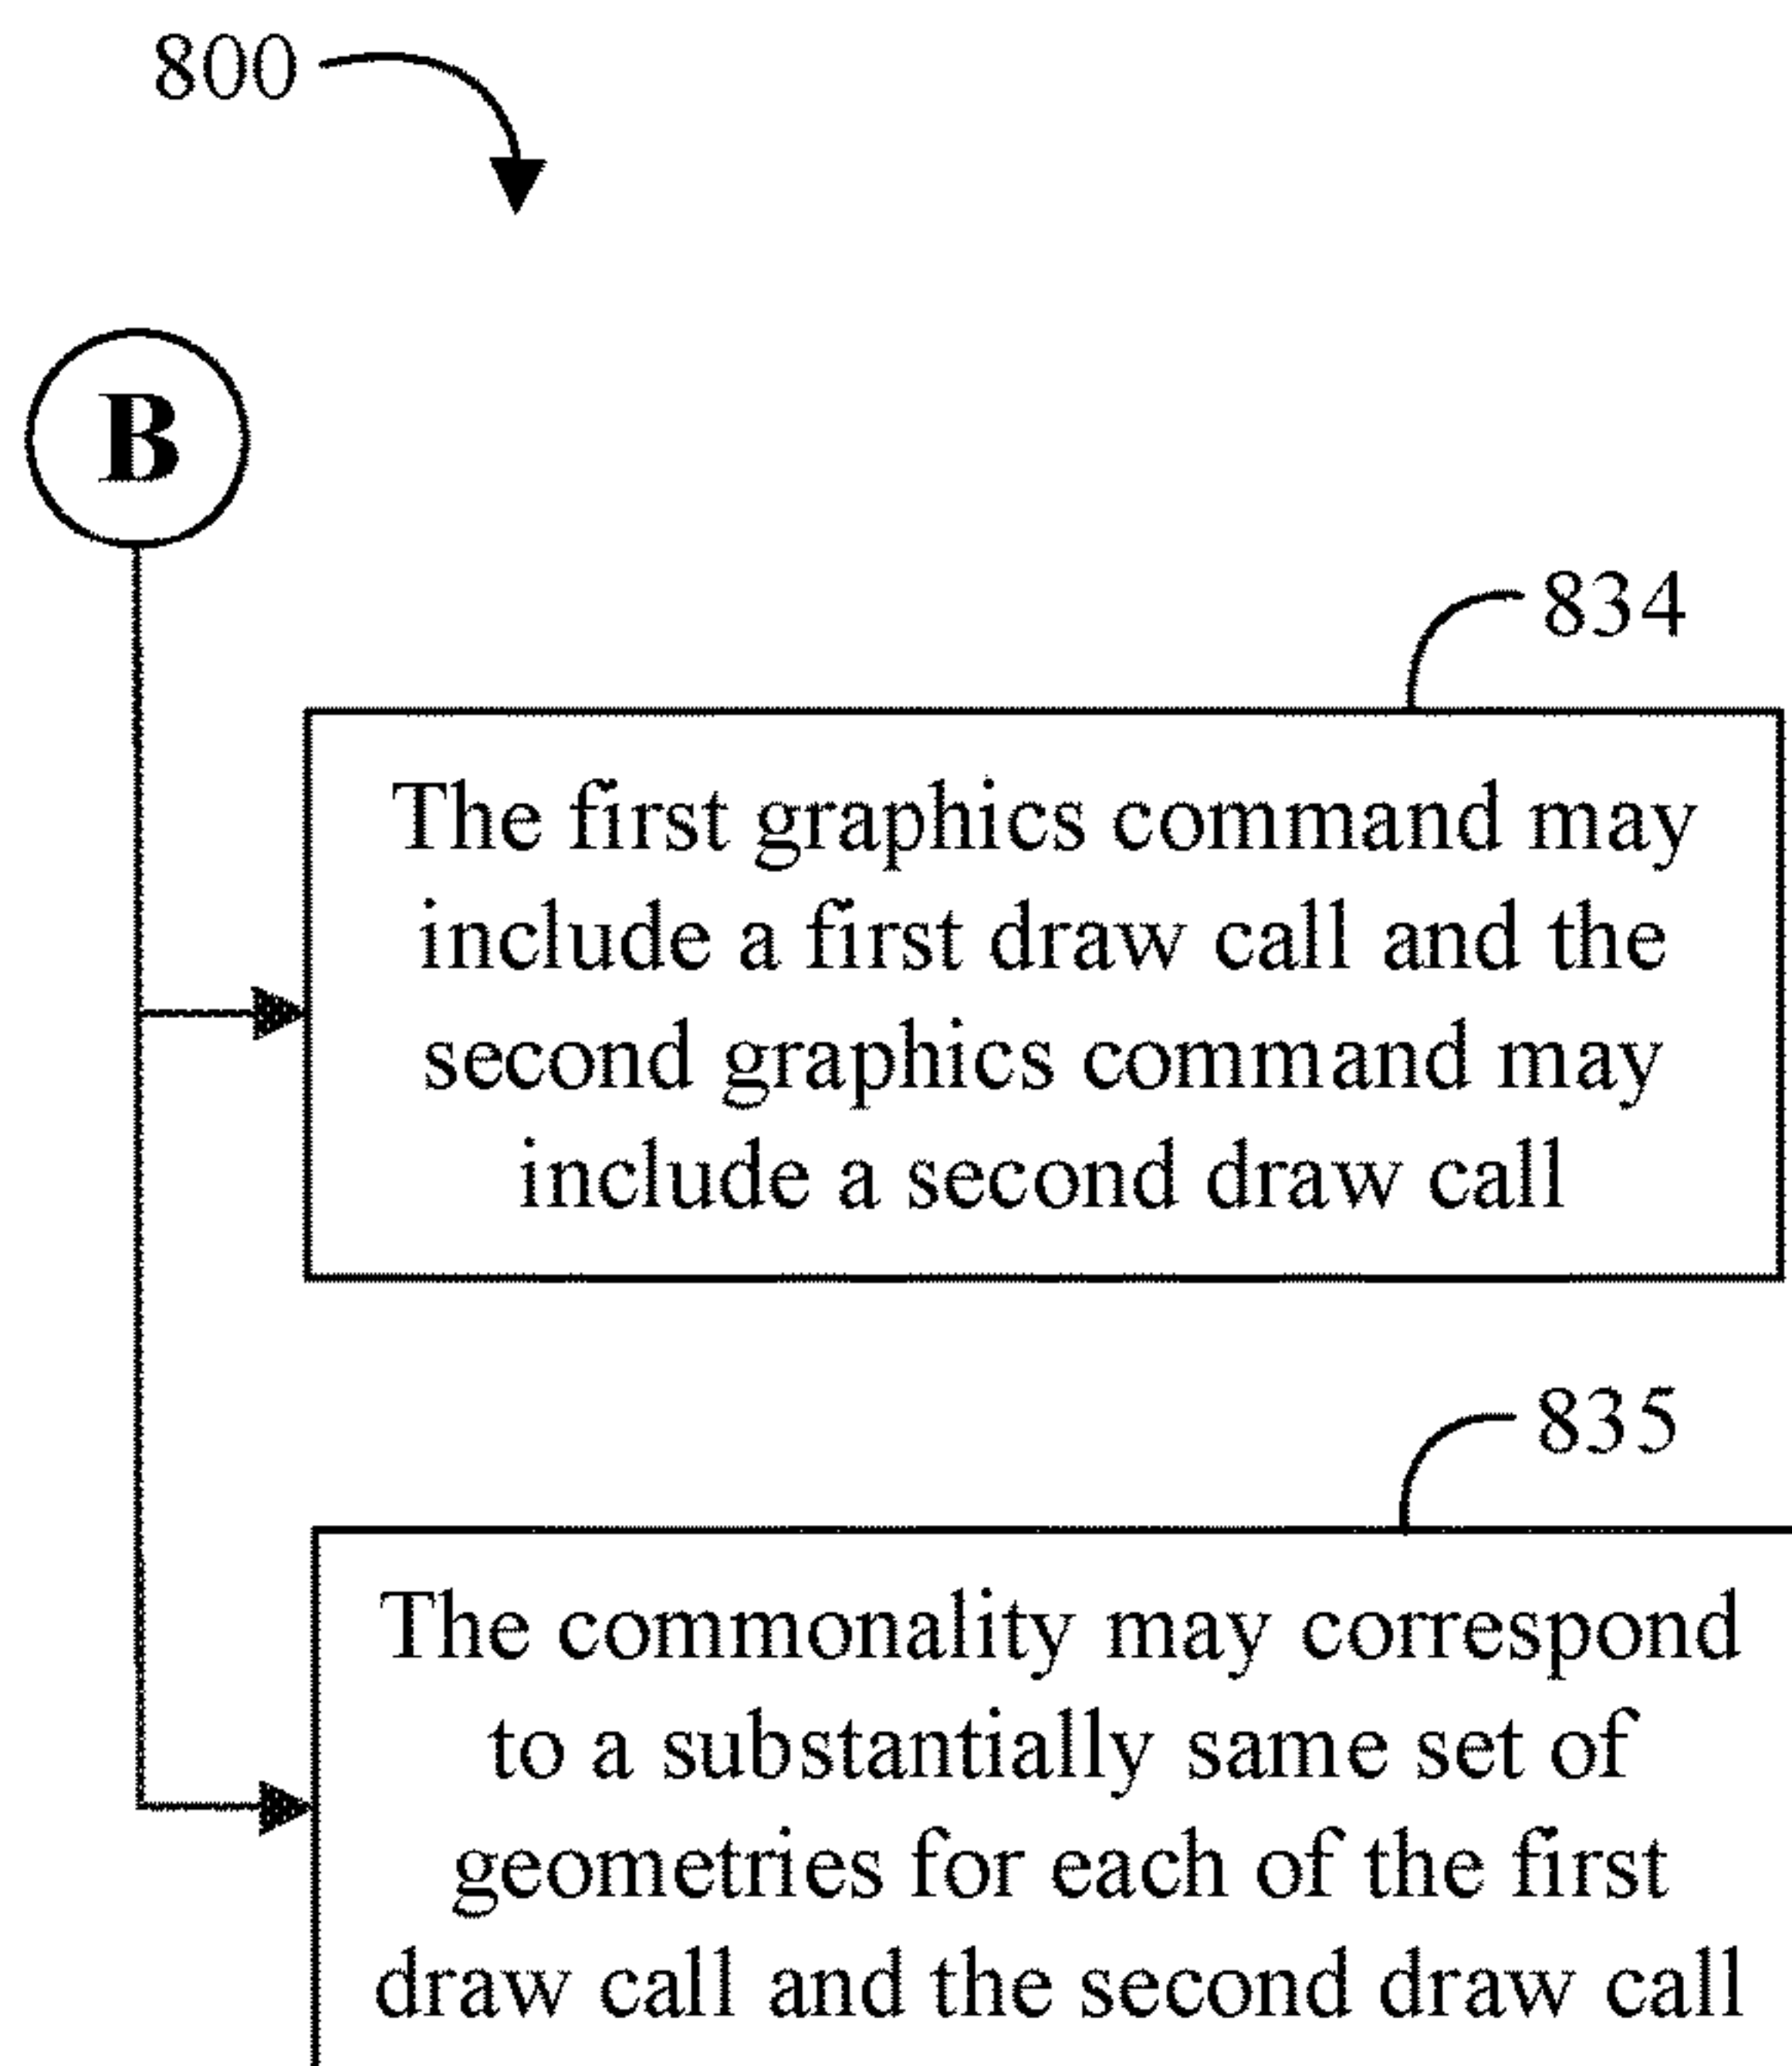 800
B
834
The first graphics command may
include a first draw call and the
second graphics command may
include a second draw call
835
The commonality may correspond
to a substantially same set of
geometries for each of the first
draw call and the second draw call